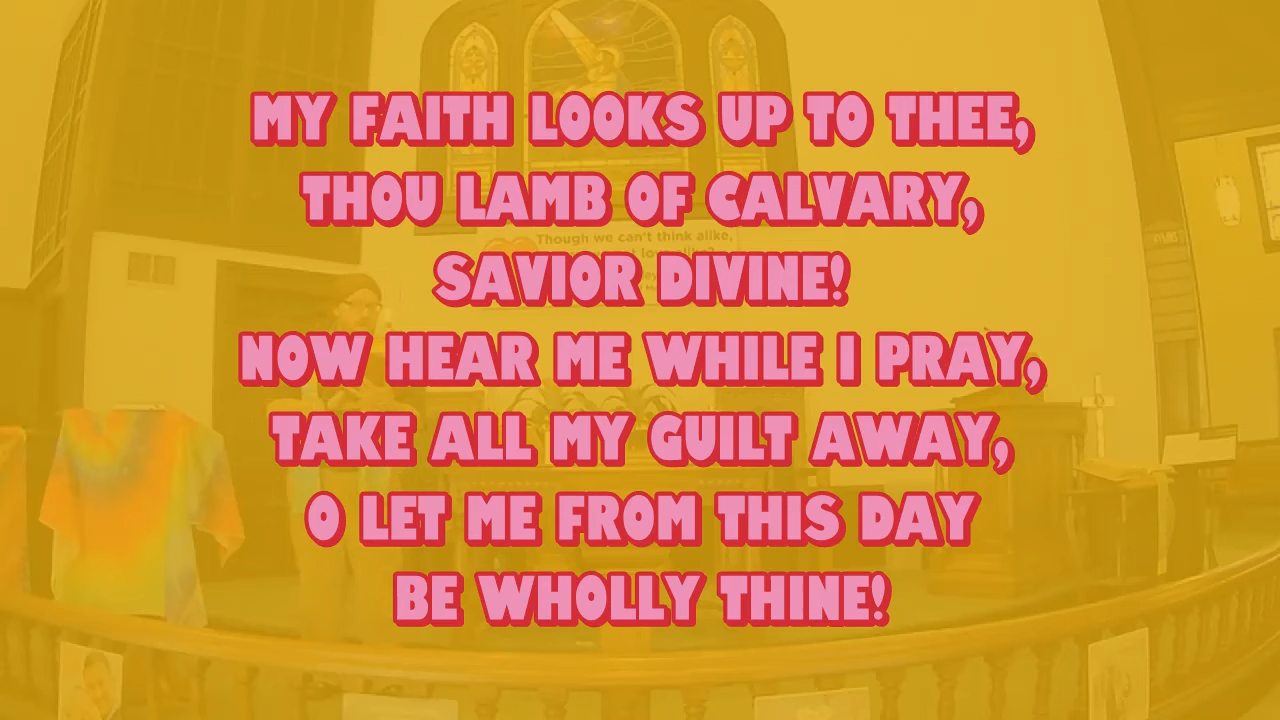 MY FAITH LOOKS UP TO THEE,
THOU LAMB OF CALVARY,
Though we can't think alike,
SAVIOR DIVINE!
NOW HEAR ME WHILE I PRAY,
TAKE ALL MY GUILT AWAY,
O LET ME FROM THIS DAY
BE WHOLLY THINE!
HYMNS